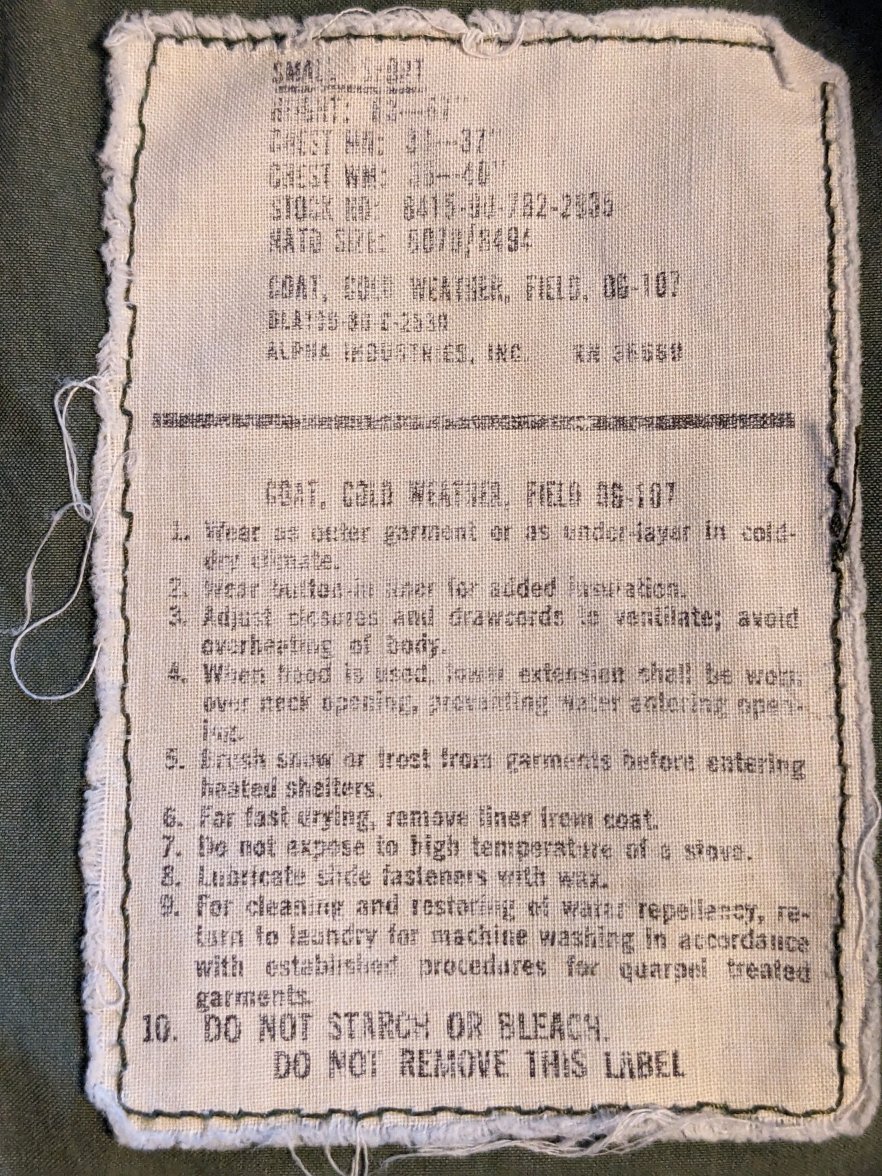 SMALL SHORT
HEIGHT: 63—67"
CHEST MN: 33—37"
CHEST WM: 36—40"
STOCK NO: 8415-00-782-2935
NATO SIZE: 6070/8494
COAT, COLD WEATHER, FIELD, OG-107
ALPHA INDUSTRIES, INC. RN
COAT, COLD WEATHER, FIELD OG-107
1. Wear as outer garment or as under-layer in cold-
dry climate.
2. Wear button-in liner for added insulation.
3. Adjust closures and drawcords to ventilate; avoid
overheating of body.
4. When hood is used, lower extension shall be worn
over neck opening, preventing water entering open-
ing.
5. Brush snow or frost from garments before entering
heated shelters.
6. For fast drying, remove liner from coat.
7. Do not expose to high temperature of a stove.
8. Lubricate slide fasteners with wax.
9. For cleaning and restoring of water repellency, re-
turn to laundry for machine washing in accordance
with established procedures for quarpel treated
garments.
10. DO NOT STARCH OR BLEACH.
DO NOT REMOVE THIS LABEL